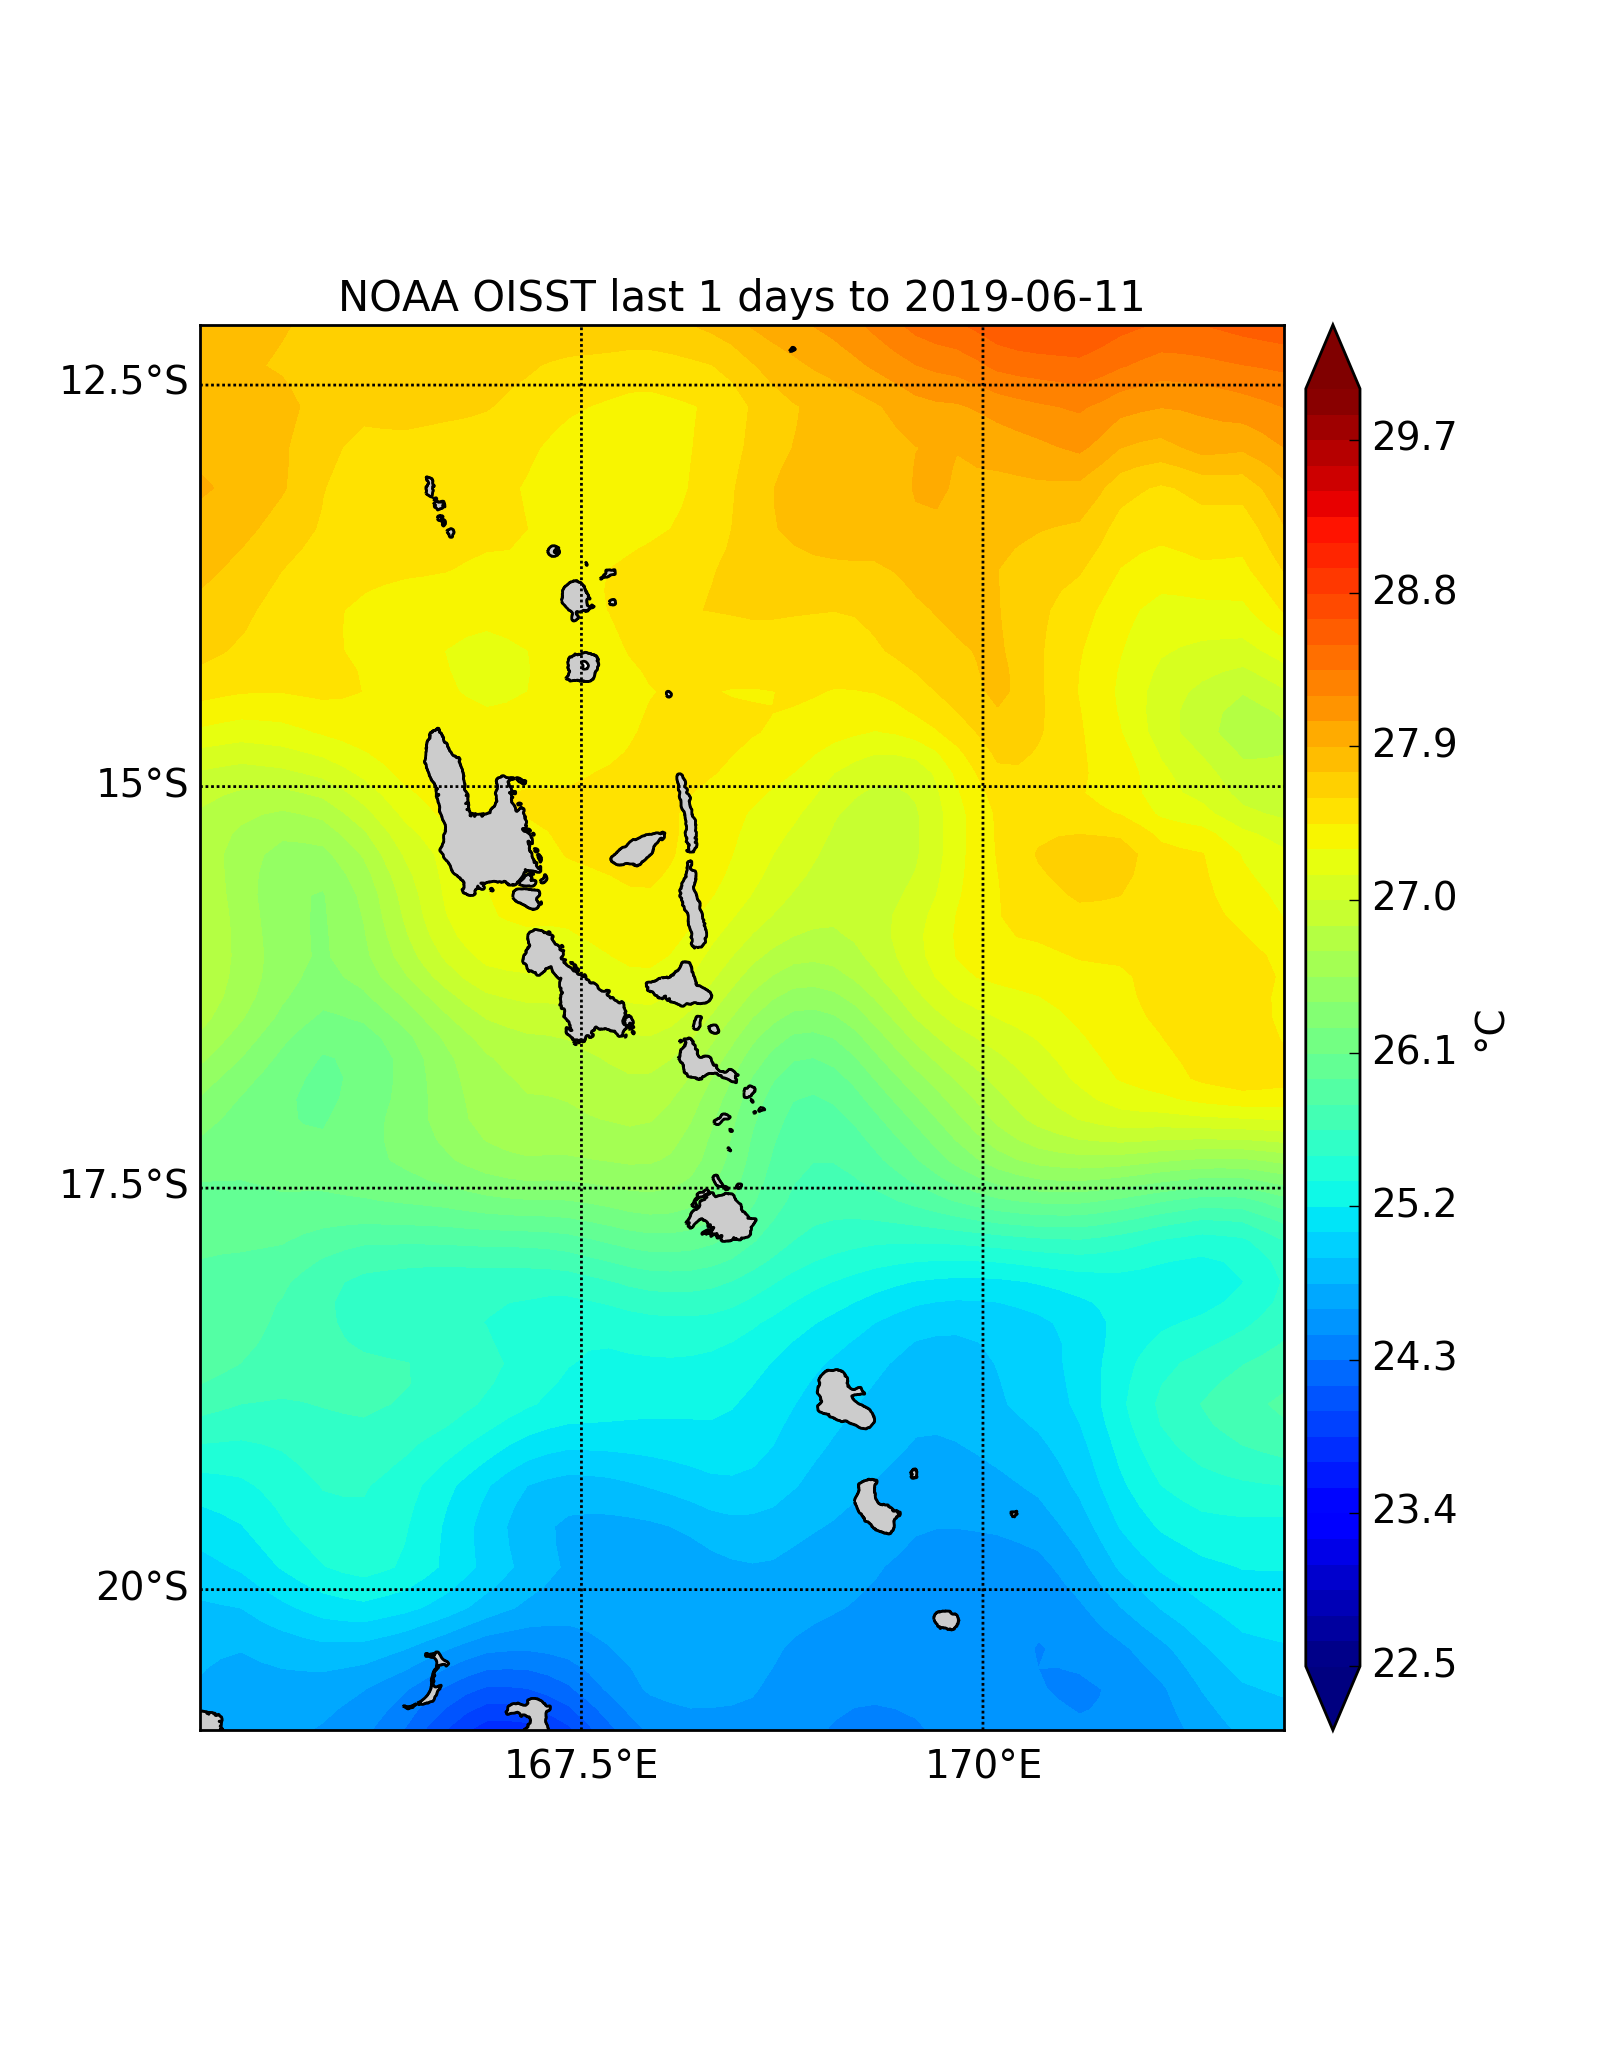 NOAA OISST last 1 days to 2019-06-11
12.5°S
15°S
17.5°S
20°S
167.5°E
170°E
29.7
28.8
27.9
27.0
26.1
25.2
24.3
23.4
22.5
°C